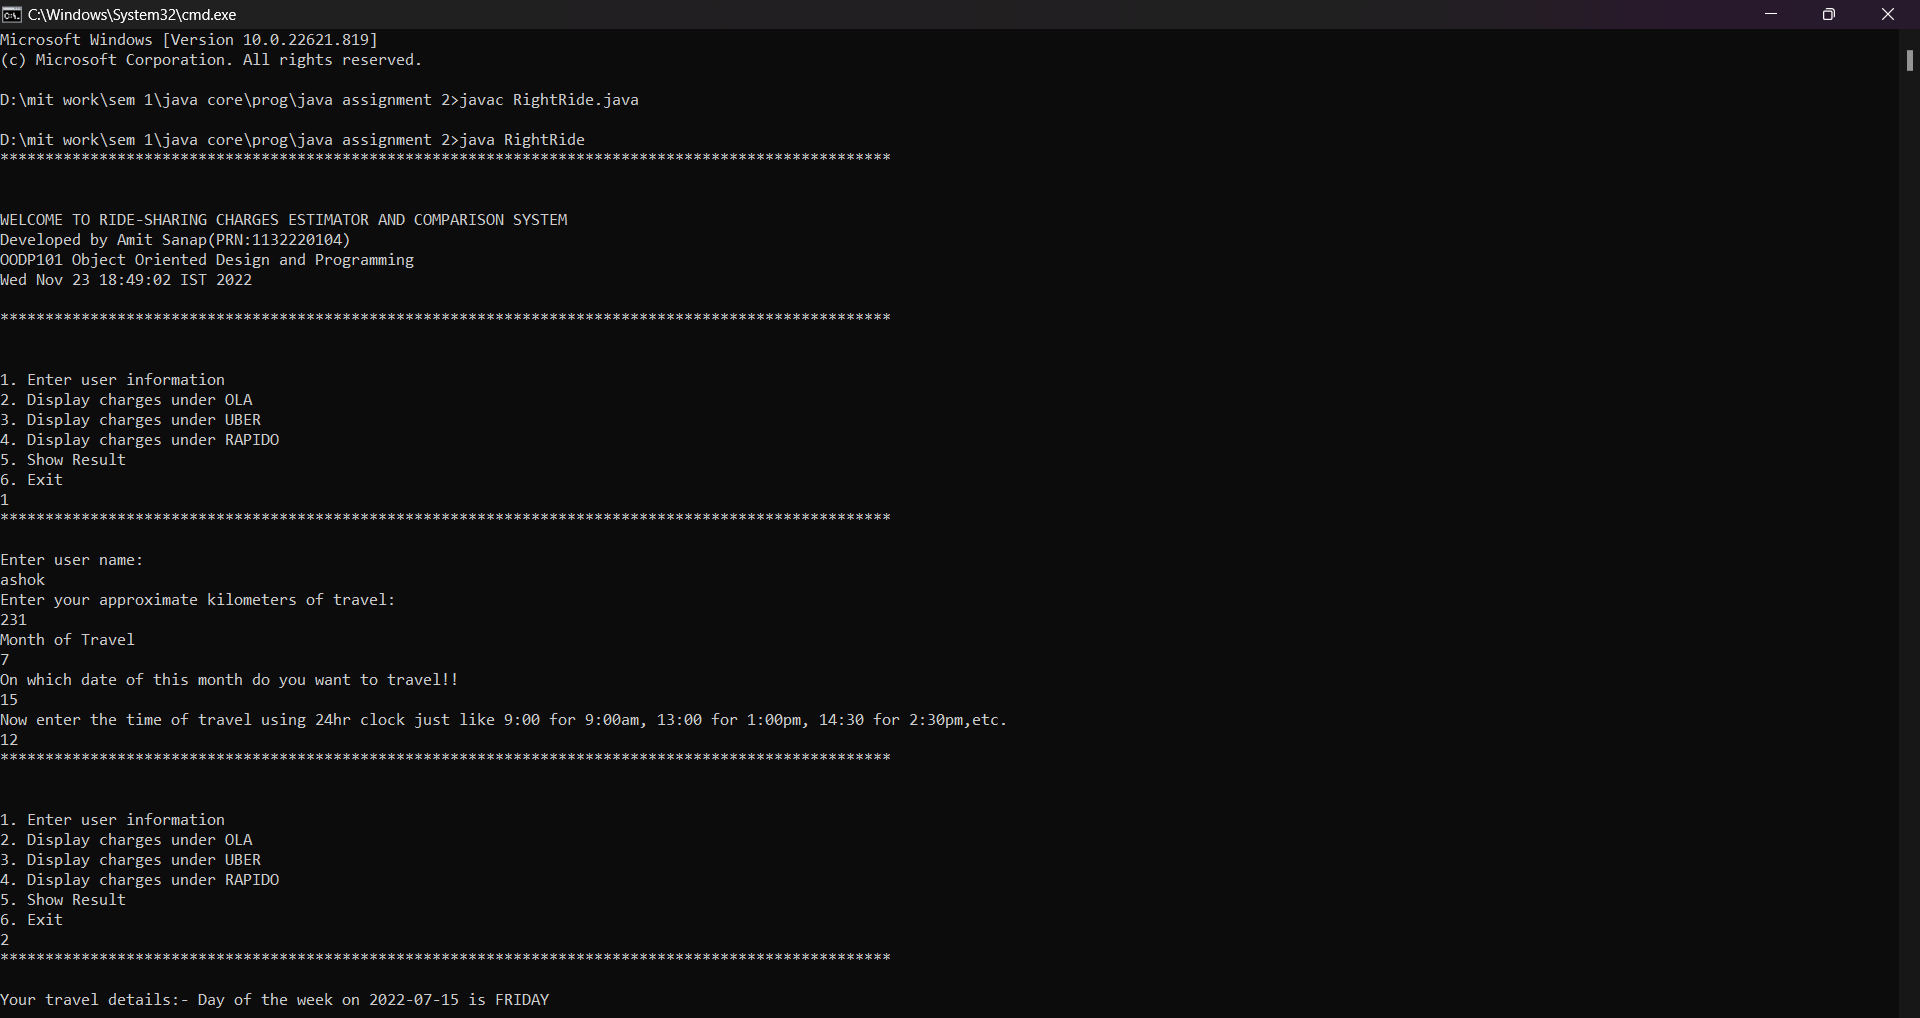 C:\Windows\System32\cmd.exe
Microsoft Windows [Version 10.0.22621.819]
(c) Microsoft Corporation. All rights reserved.
D:\mit work\sem 1\java core\prog\java assignment 2>javac RightRide.java
D:\mit work\sem 1\java core\prog\java assignment 2>java RightRide
***************************************************************************************************
WELCOME TO RIDE-SHARING CHARGES ESTIMATOR AND COMPARISON SYSTEM
Developed by Amit Sanap(PRN:1132220104)
OODP101 Object Oriented Design and Programming
Wed Nov 23 18:49:02 IST 2022
***************************************************************************************************
1. Enter user information
2. Display charges under OLA
3. Display charges under UBER
4. Display charges under RAPIDO
5. Show Result
6. Exit
1
***************************************************************************************************
Enter user name:
ashok
Enter your approximate kilometers of travel:
231
Month of Travel
7
On which date of this month do you want to travel!!
15
Now enter the time of travel using 24hr clock just like 9:00 for 9:00am, 13:00 for 1:00pm, 14:30 for 2:30pm,etc.
12
***************************************************************************************************
1. Enter user information
2. Display charges under OLA
3. Display charges under UBER
4. Display charges under RAPIDO
5. Show Result
6. Exit
2
***************************************************************************************************
Your travel details:- Day of the week on 2022-07-15 is FRIDAY